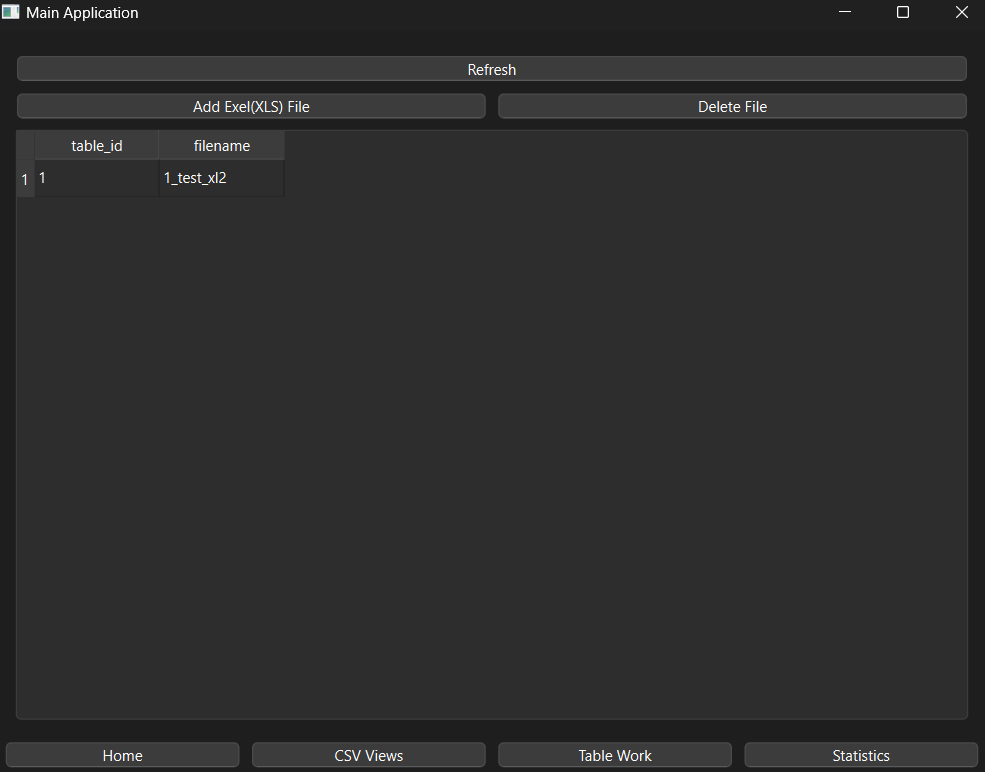 Main Application
Refresh
Add Exel(XLS) File Delete File
table_id filename
1 1 1_test_xl2
Home CSV Views Table Work Statistics